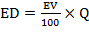 ED = EV/100 × Q